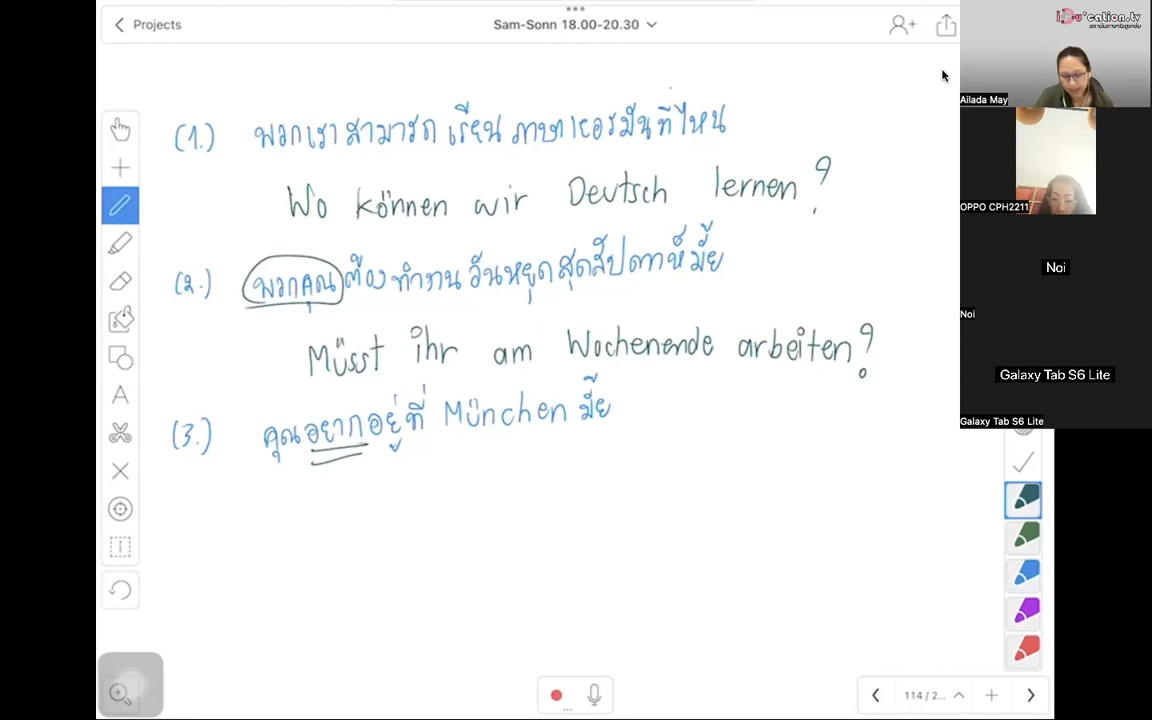 Projects
Sam-Sonn 18.00-20.30
(1.) พวกเราสามารถ เรียน ภาษาเยอรมันที่ไหน
Wo können wir Deutsch lernen?
(2.) พวกคุณ ต้อง ทำงาน วันหยุดสุดสัปดาห์มั้ย
Müsst ihr am Wochenende arbeiten?
(3.) คุณอยากอยู่ที่ München มั้ย
114/2...
Ailada May
OPPO CPH2211
Noi
Noi
Galaxy Tab S6 Lite
Galaxy Tab S6 Lite